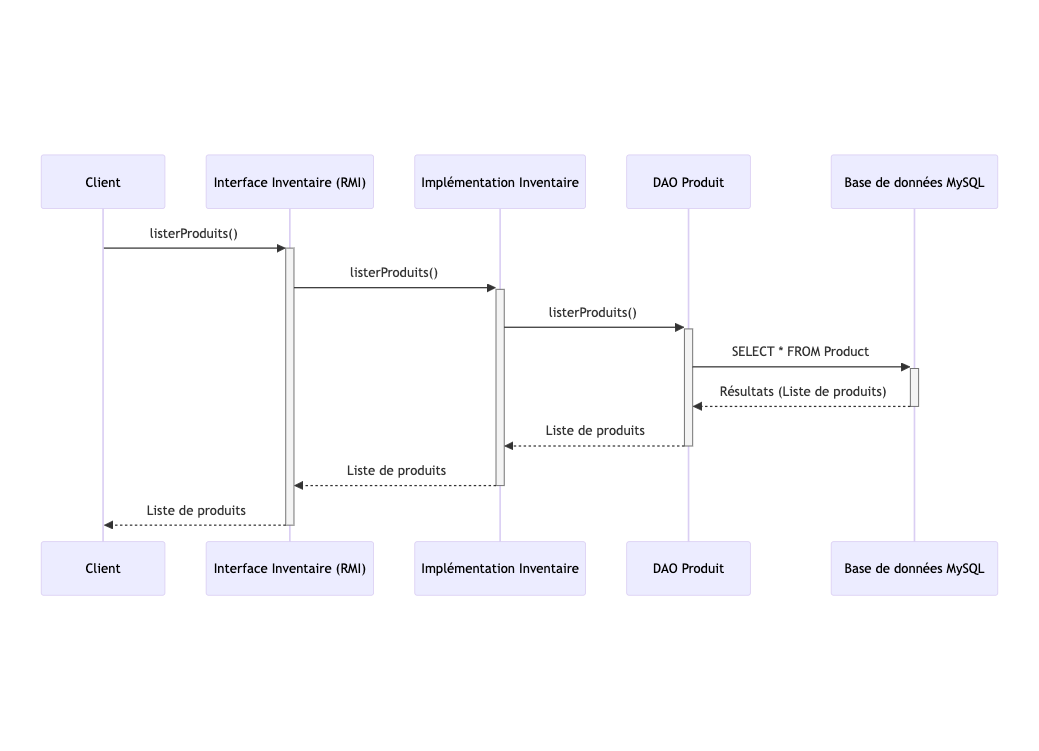 Client
Interface Inventaire (RMI)
Implémentation Inventaire
DAO Produit
Base de données MySQL
listerProduits()
listerProduits()
listerProduits()
SELECT * FROM Product
Résultats (Liste de produits)
Liste de produits
Liste de produits
Liste de produits
Client
Interface Inventaire (RMI)
Implémentation Inventaire
DAO Produit
Base de données MySQL